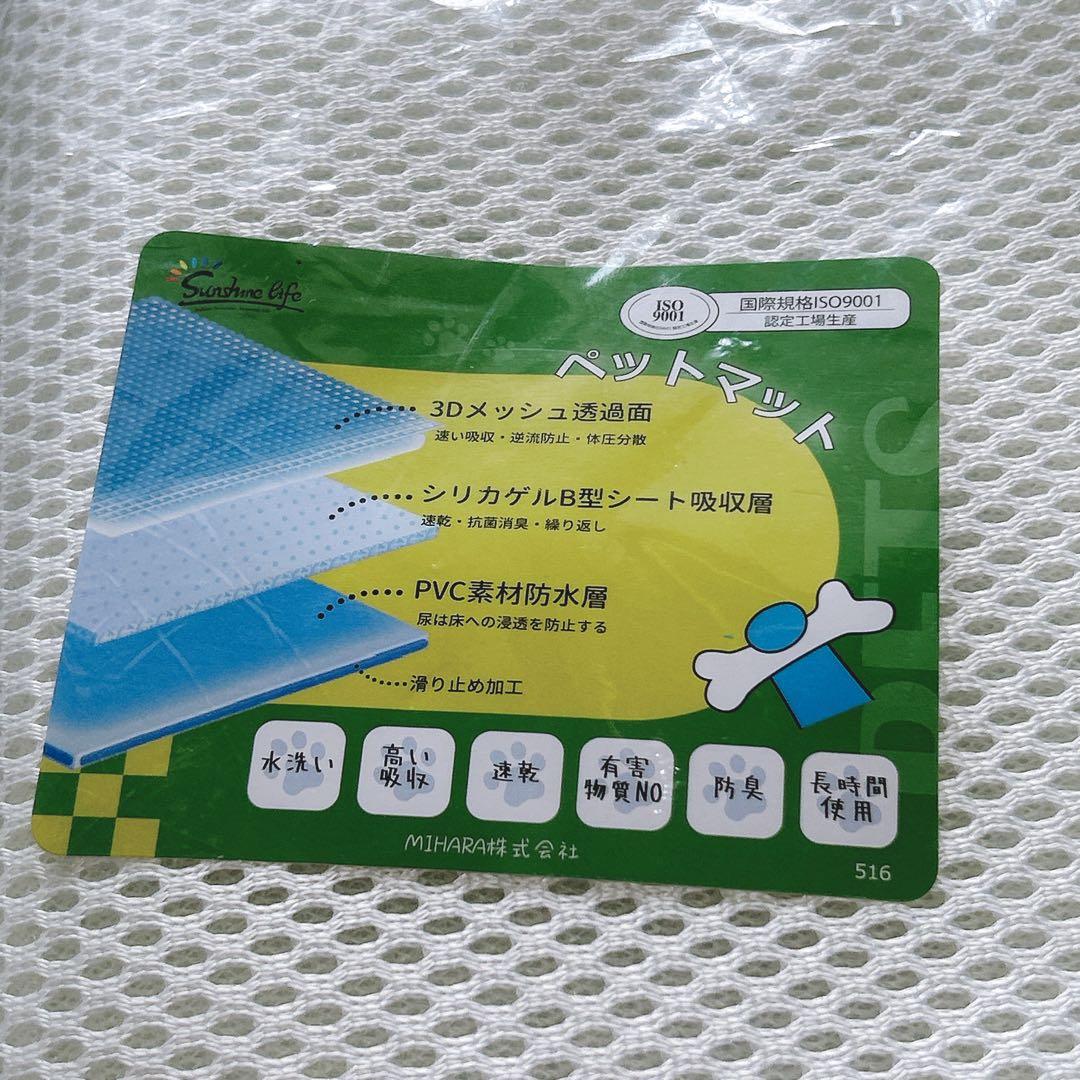 Sunshine life
ISO
9001
国際規格ISO9001
認定工場生産
ペットマット
3Dメッシュ透過面
速い吸収・逆流防止・体圧分散
シリカゲルB型シート吸収層
速乾・抗菌消臭・繰り返し
PVC素材防水層
尿は床への浸透を防止する
滑り止め加工
PETS
水洗い
高い
吸収
速乾
有害
物質NO
防臭
長時間
使用
MIHARA株式会社
516